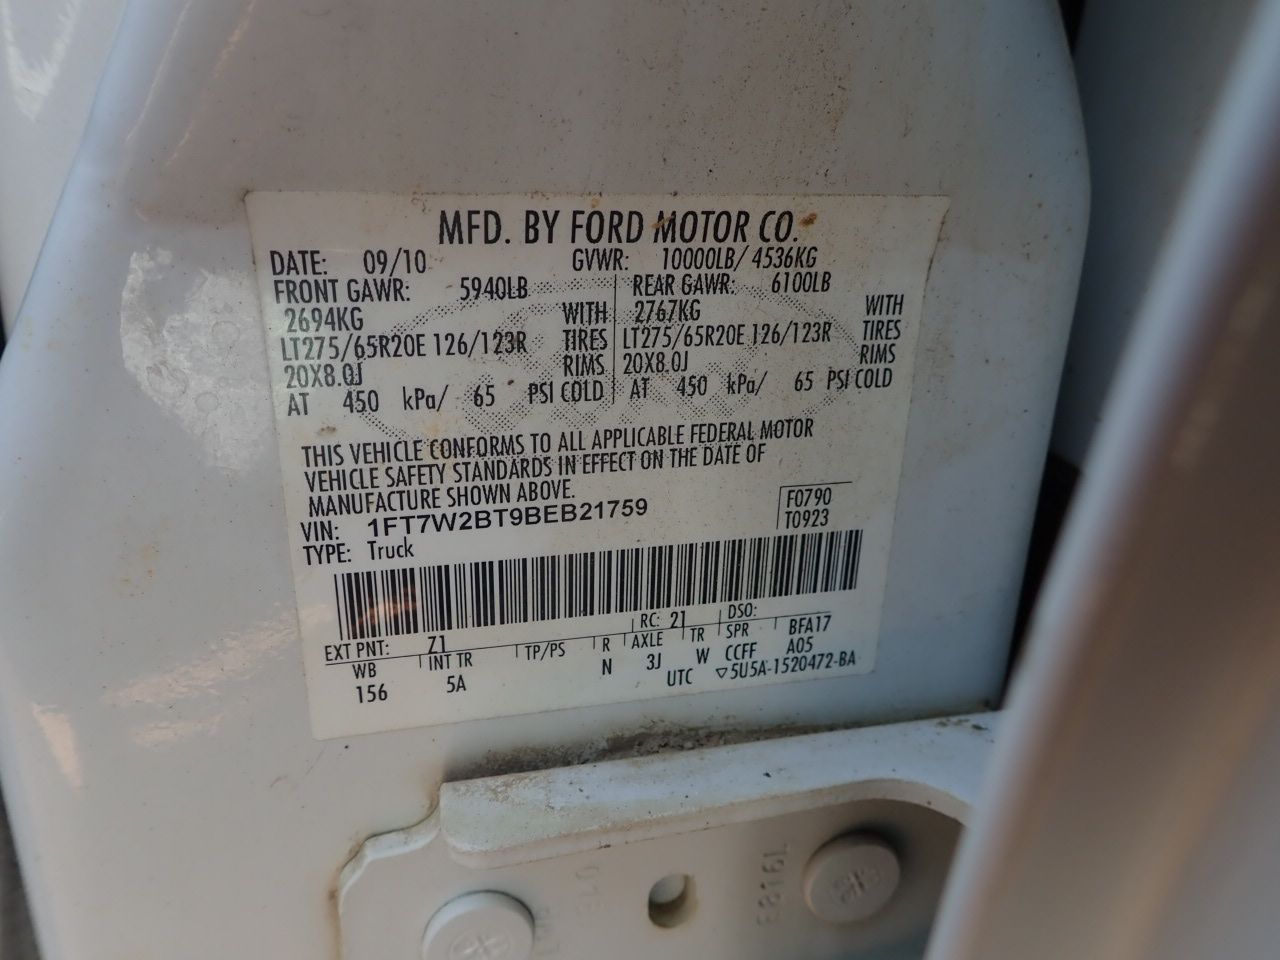 MFD. BY FORD MOTOR CO.
DATE: 09/10 GVWR: 10000LB/ 4536KG
FRONT GAWR: 5940LB REAR GAWR: 6100LB
2694KG WITH 2767KG WITH
LT275/65R20E 126/123R TIRES LT275/65R20E 126/123R TIRES
20X8.0J RIMS 20X8.0J RIMS
AT 450 kPa/ 65 PSI COLD AT 450 kPa/ 65 PSI COLD
THIS VEHICLE CONFORMS TO ALL APPLICABLE FEDERAL MOTOR
VEHICLE SAFETY STANDARDS IN EFFECT ON THE DATE OF
MANUFACTURE SHOWN ABOVE.
VIN: 1FT7W2BT9BEB21759 F0790
TYPE: Truck T0923
EXT PNT: Z1 RC: 21 DSO:
WB INT TR TP/PS R AXLE TR SPR BFA17
156 5A N 3J W CCFF A05
UTC ▽5U5A-1520472-BA